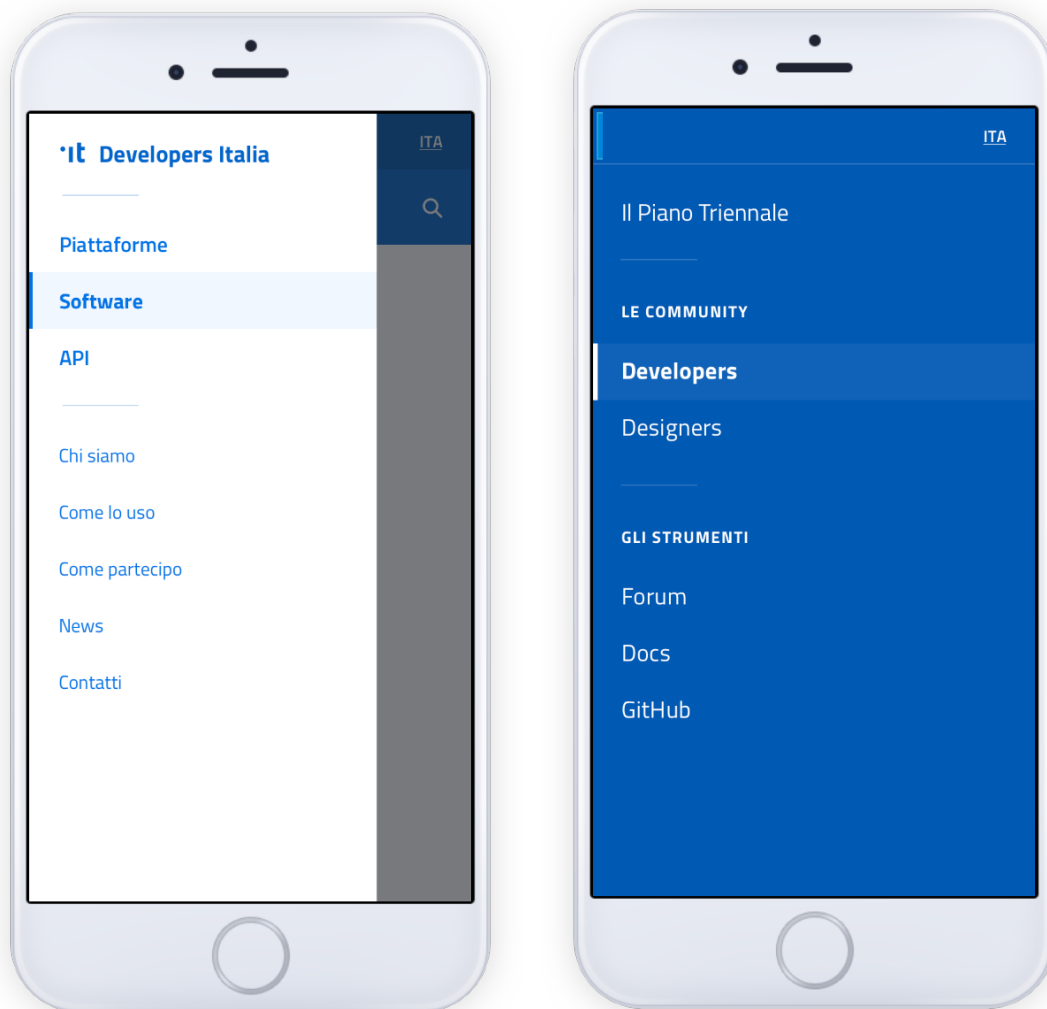 ıt Developers Italia
ITA
Piattaforme
Software
API
Chi siamo
Come lo uso
Come partecipo
News
Contatti
ITA
Il Piano Triennale
LE COMMUNITY
Developers
Designers
GLI STRUMENTI
Forum
Docs
GitHub